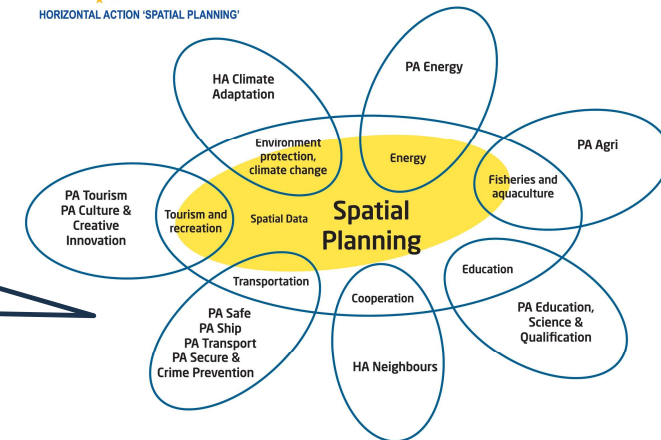 HORIZONTAL ACTION ‘SPATIAL PLANNING’
HA Climate
Adaptation
PA Energy
PA Agri
Environment
protection,
climate change
Energy
Fisheries and
aquaculture
PA Tourism
PA Culture &
Creative
Innovation
Tourism and
recreation
Spatial Data
Spatial
Planning
Transportation
Cooperation
Education
PA Safe
PA Ship
PA Transport
PA Secure &
Crime Prevention
HA Neighbours
PA Education,
Science &
Qualification